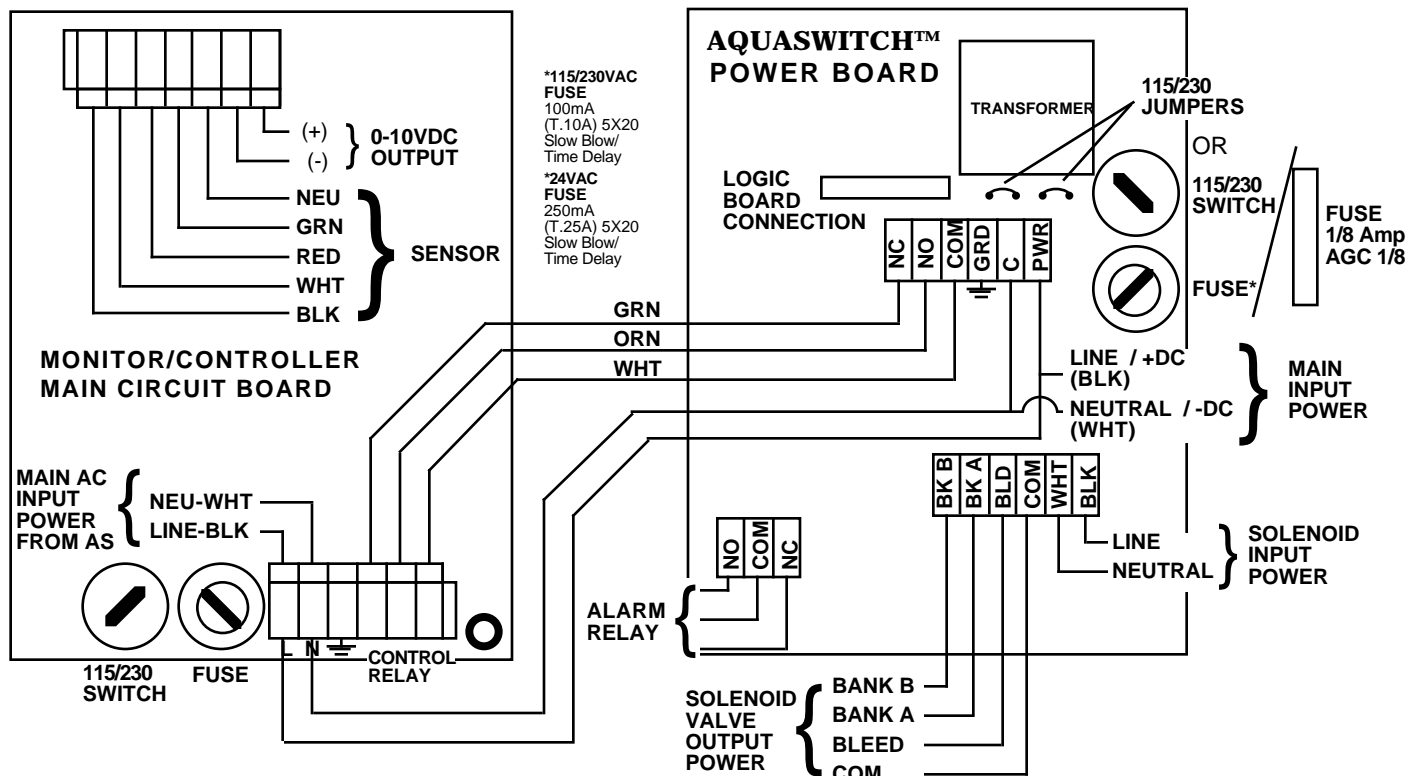 (+)
(-)
0-10VDC
OUTPUT
NEU
GRN
RED
WHT
BLK
SENSOR
MONITOR/CONTROLLER
MAIN CIRCUIT BOARD
MAIN AC
INPUT
POWER
FROM AS
NEU-WHT
LINE-BLK
115/230
SWITCH
FUSE
L N
CONTROL
RELAY
*115/230VAC
FUSE
100mA
(T.10A) 5X20
Slow Blow/
Time Delay
*24VAC
FUSE
250mA
(T.25A) 5X20
Slow Blow/
Time Delay
GRN
ORN
WHT
AQUASWITCH™
POWER BOARD
TRANSFORMER
115/230
JUMPERS
OR
115/230
SWITCH
FUSE
1/8 Amp
AGC 1/8
FUSE*
LOGIC
BOARD
CONNECTION
NC
NO
COM
GRD
C
PWR
LINE / +DC
(BLK)
NEUTRAL / -DC
(WHT)
MAIN
INPUT
POWER
BK B
BK A
BLD
COM
WHT
BLK
LINE
NEUTRAL
SOLENOID
INPUT
POWER
NO
COM
NC
ALARM
RELAY
SOLENOID
VALVE
OUTPUT
POWER
BANK B
BANK A
BLEED
COM